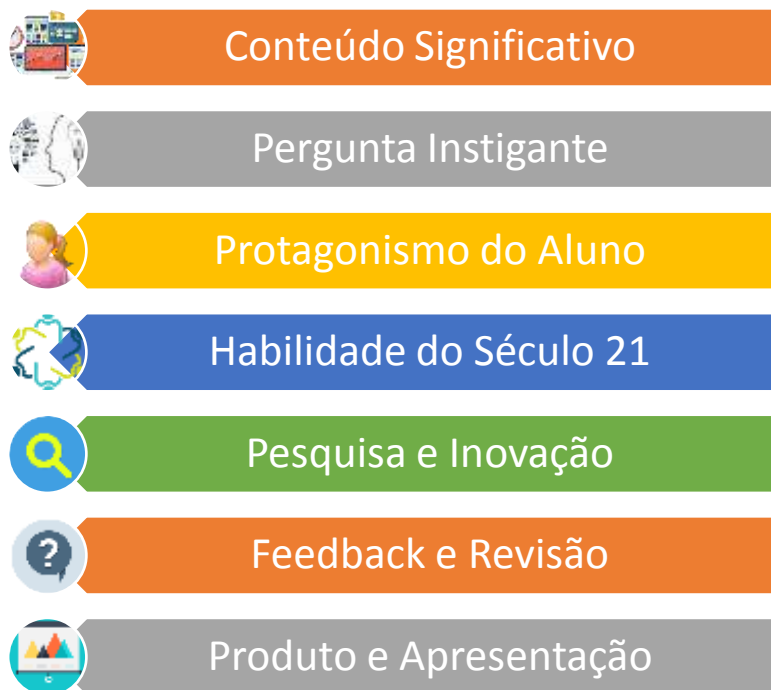 Conteúdo Significativo
Pergunta Instigante
Protagonismo do Aluno
Habilidade do Século 21
Pesquisa e Inovação
Feedback e Revisão
Produto e Apresentação